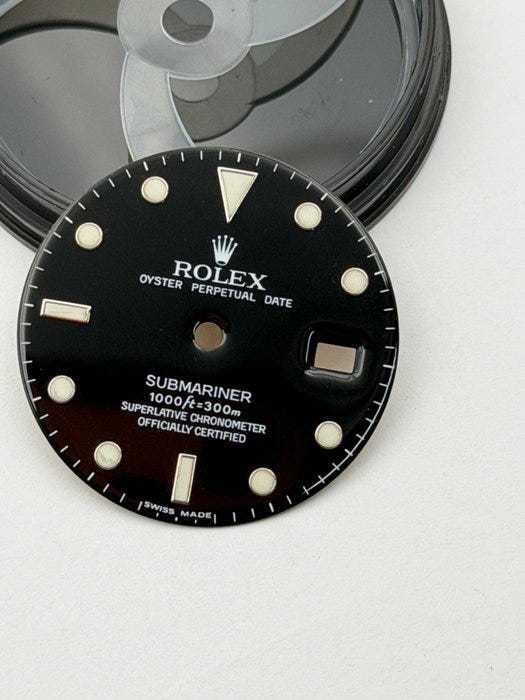 ROLEX
OYSTER PERPETUAL DATE
SUBMARINER
1000ft=300m
SUPERLATIVE CHRONOMETER
OFFICIALLY CERTIFIED
SWISS MADE